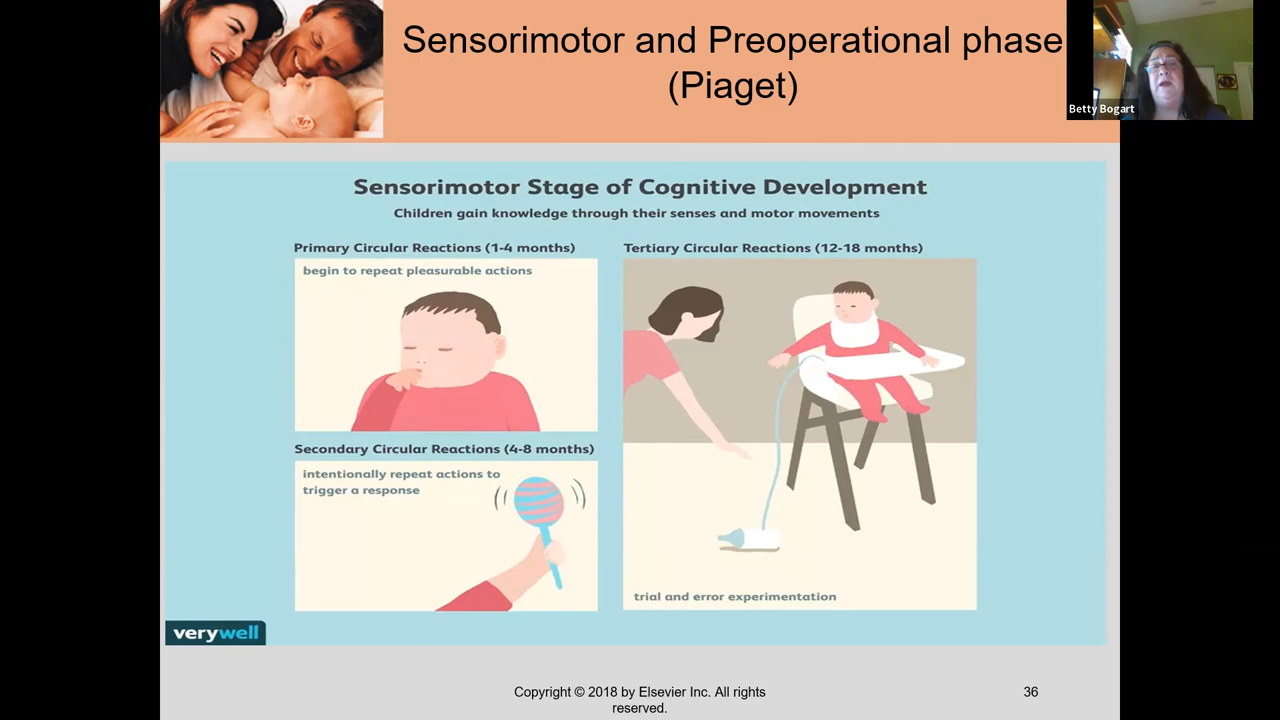 Sensorimotor and Preoperational phase
(Piaget)
Betty Bogart
Sensorimotor Stage of Cognitive Development
Children gain knowledge through their senses and motor movements
Primary Circular Reactions (1-4 months)
begin to repeat pleasurable actions
Secondary Circular Reactions (4-8 months)
intentionally repeat actions to
trigger a response
Tertiary Circular Reactions (12-18 months)
trial and error experimentation
verywell
Copyright © 2018 by Elsevier Inc. All rights
reserved.
36